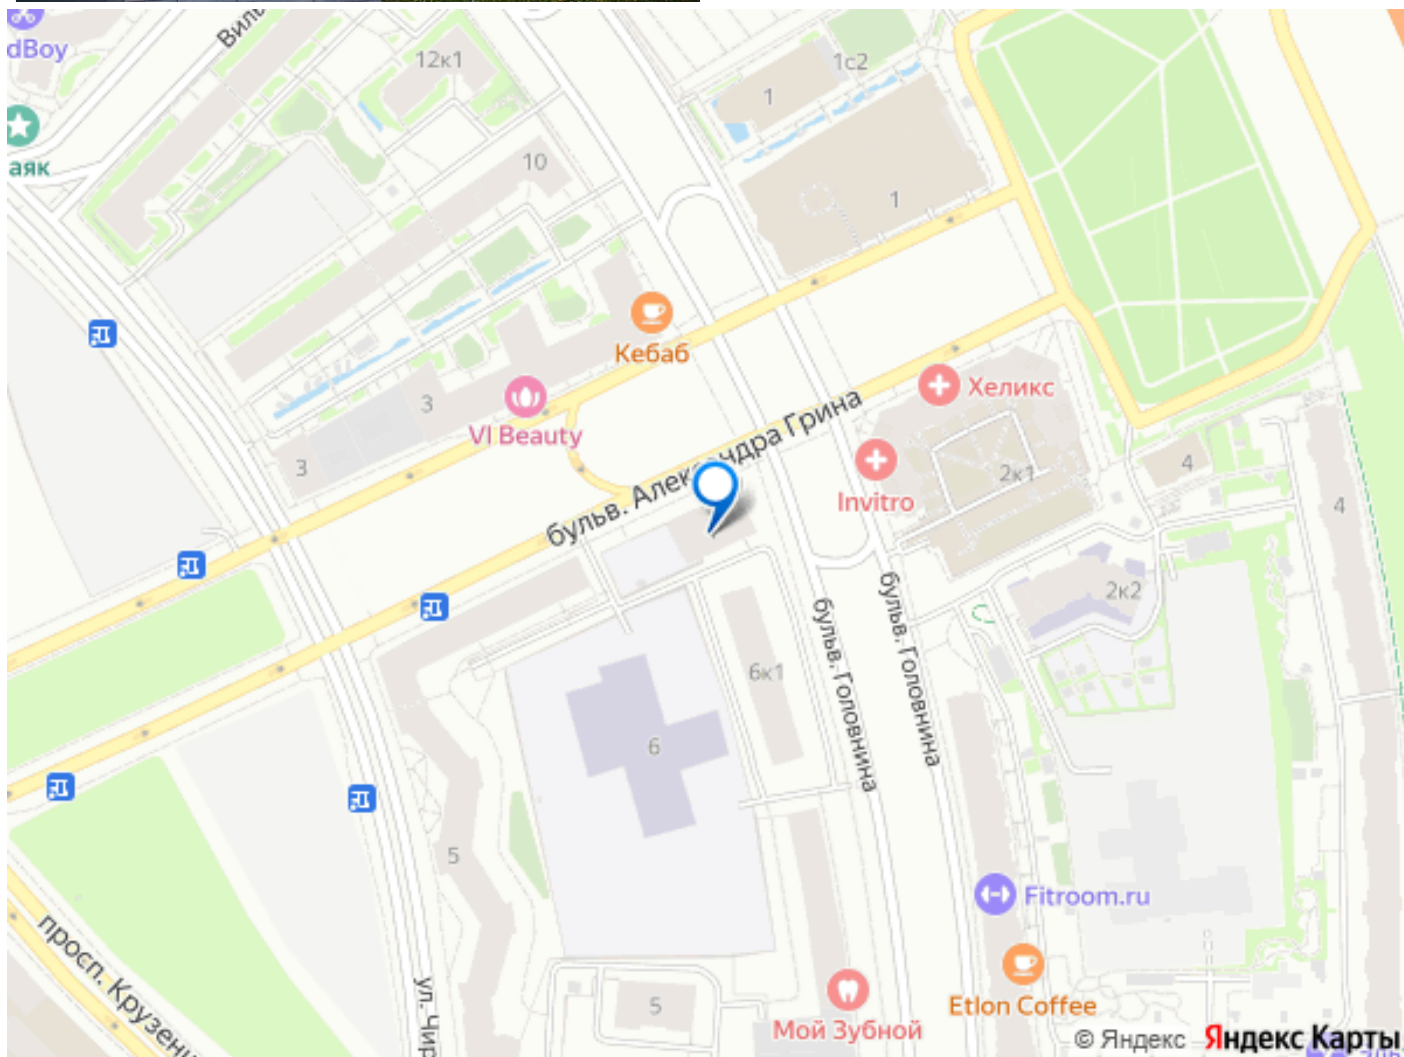 dBoy
Вило
12к1
1с2
1
аяк
10
1
Кебаб
Хеликс
3
VI Beauty
бульв. Александра Грина
3
Invitro
2к1
4
4
2к2
6к1
бульв. Головнина
бульв. Головнина
6
5
Fitroom.ru
просп. Крузен
ул. Чир
5
Etlon Coffee
Мой Зубной
© Яндекс Яндекс Карты